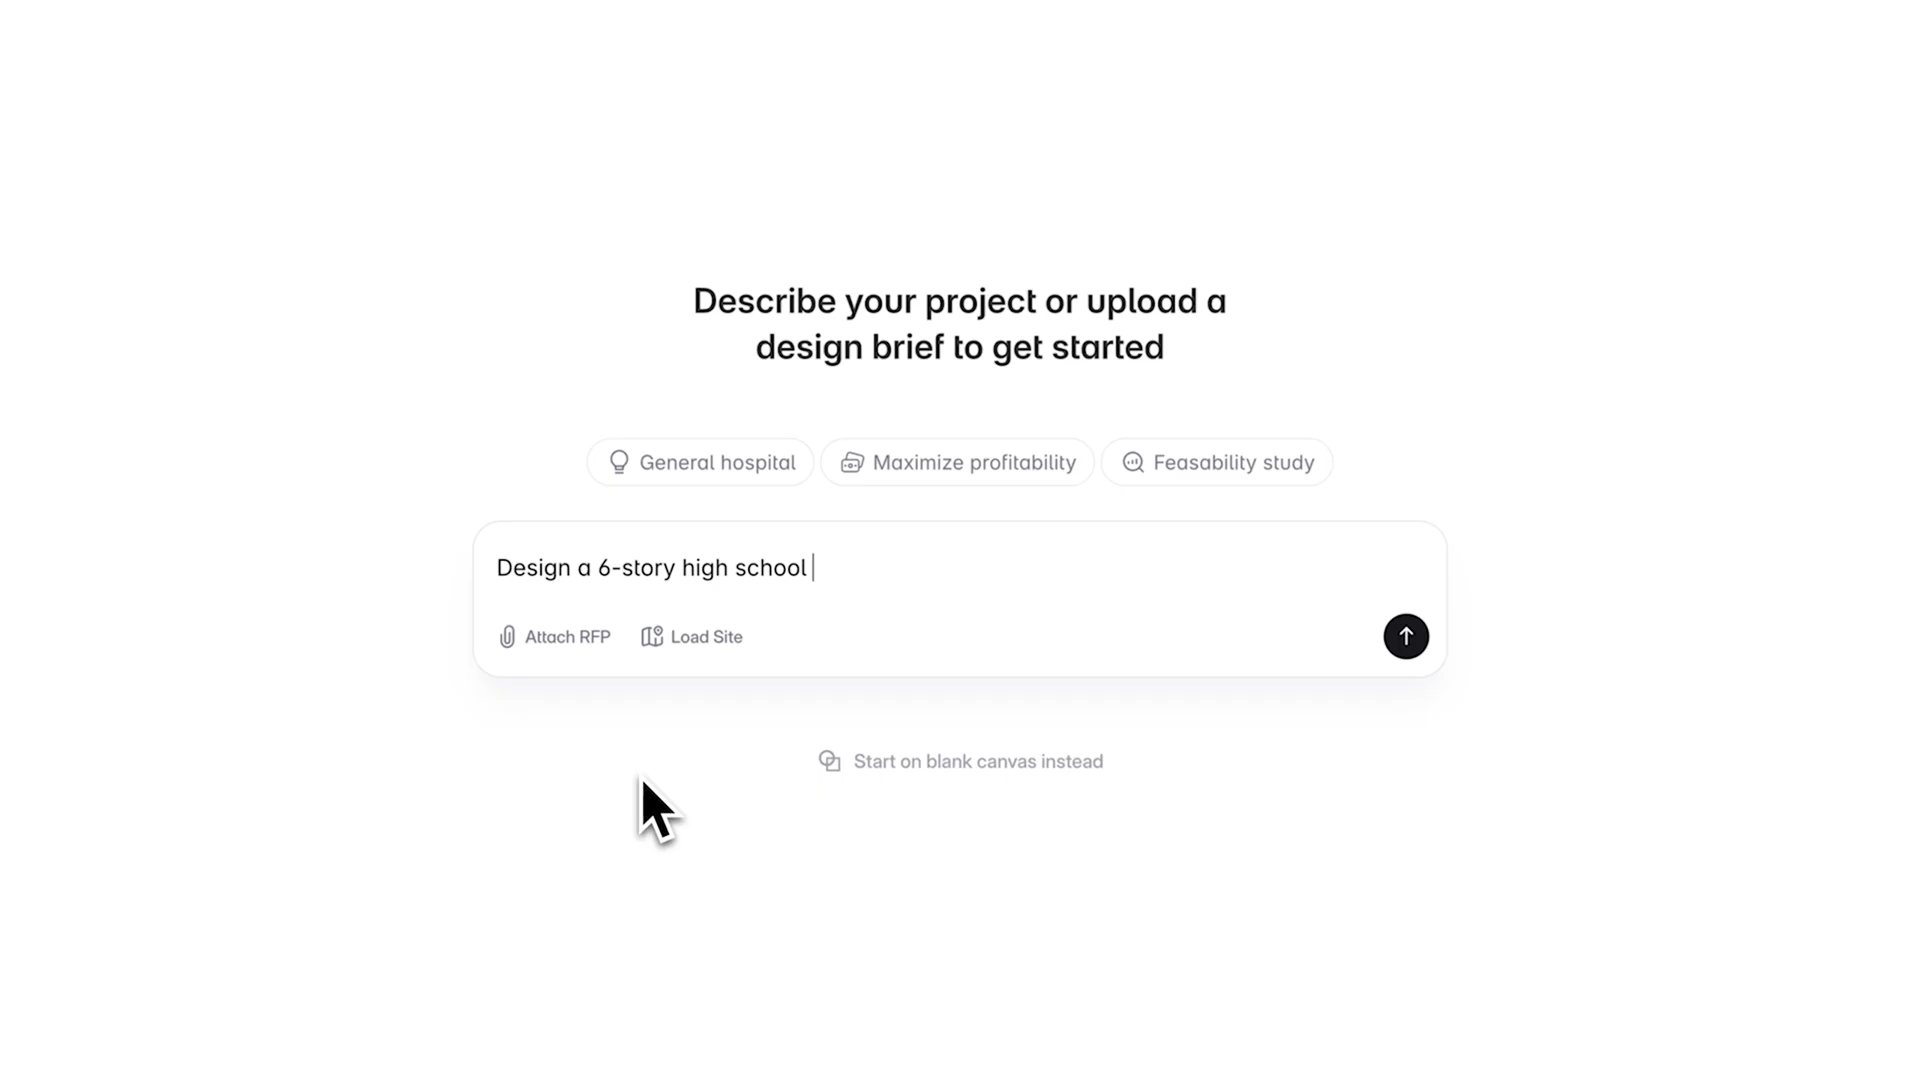 Describe your project or upload a
design brief to get started
General hospital
Maximize profitability
Feasability study
Design a 6-story high school
Attach RFP
Load Site
Start on blank canvas instead